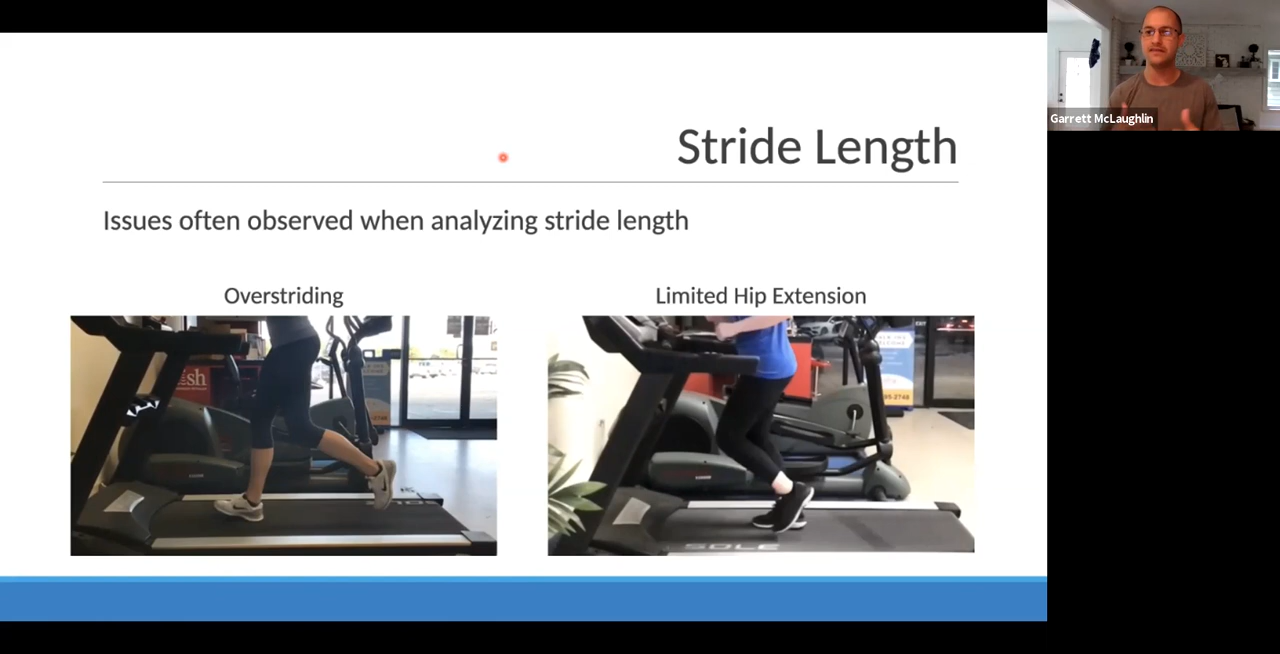 Stride Length
Garrett McLaughlin
Issues often observed when analyzing stride length
Overstriding
Limited Hip Extension
SOLE